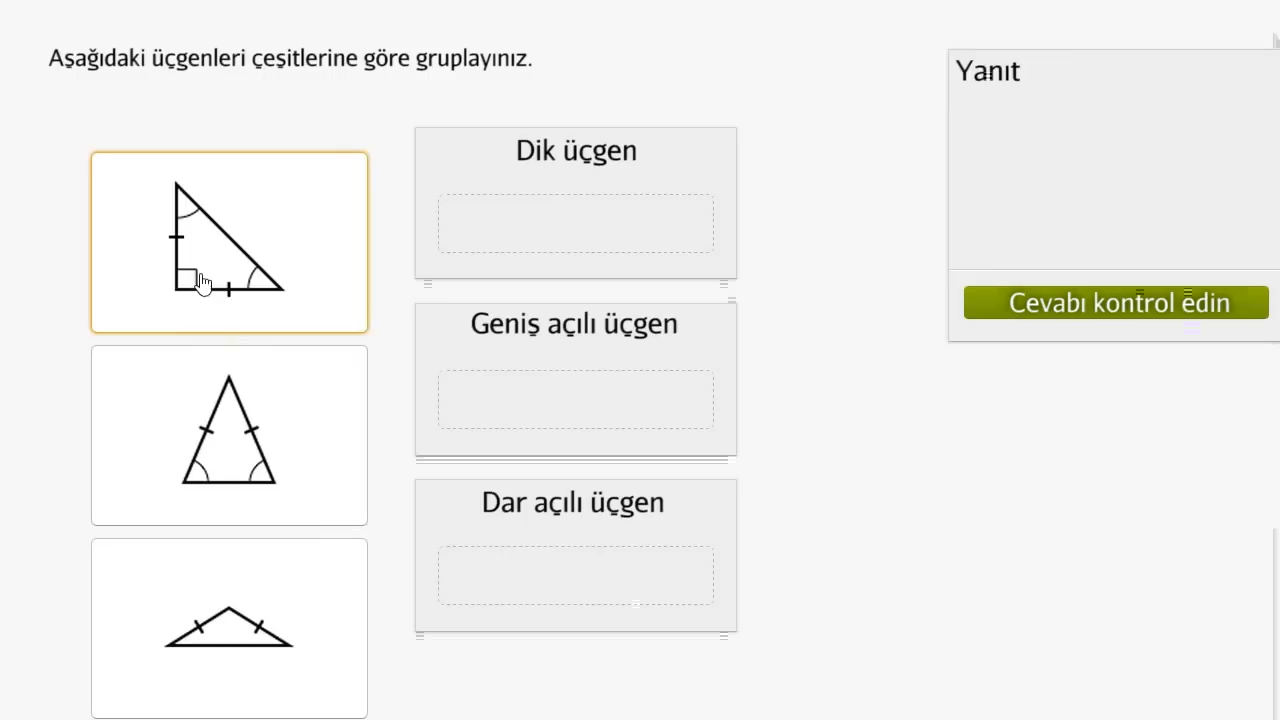 Aşağıdaki üçgenleri çeşitlerine göre gruplayınız.
Yanıt
Dik üçgen
Geniş açılı üçgen
Cevabı kontrol edin
Dar açılı üçgen